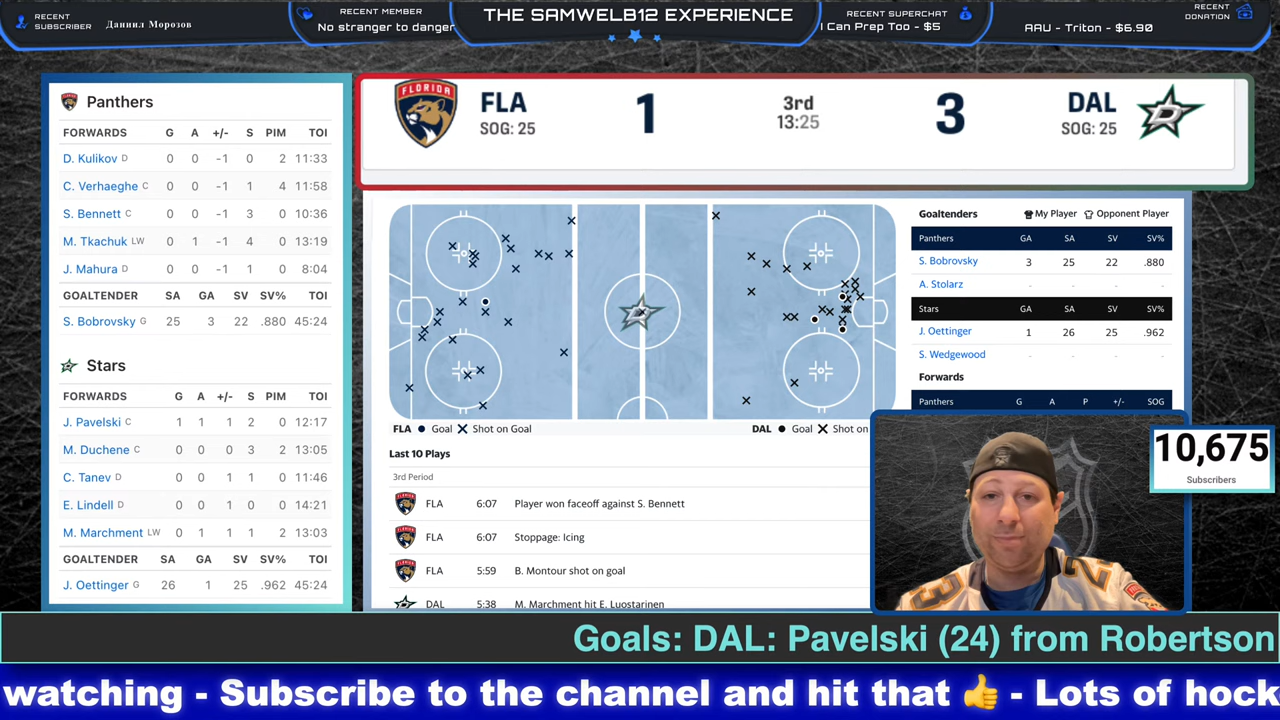 RECENT SUBSCRIBER
Даниил Морозов
RECENT MEMBER
No stranger to danger
THE SAMWELB12 EXPERIENCE
RECENT SUPERCHAT
I Can Prep Too - $5
RECENT DONATION
AAU - Triton - $6.90
Panthers
FORWARDS G A +/- S PIM TOI
D. Kulikov D 0 0 -1 0 2 11:33
C. Verhaeghe C 0 0 -1 1 4 11:58
S. Bennett C 0 0 -1 3 0 10:36
M. Tkachuk LW 0 1 -1 4 0 13:19
J. Mahura D 0 0 -1 1 0 8:04
GOALTENDER SA GA SV SV% TOI
S. Bobrovsky G 25 3 22 .880 45:24
Stars
FORWARDS G A +/- S PIM TOI
J. Pavelski C 1 1 1 2 0 12:17
M. Duchene C 0 0 0 3 2 13:05
C. Tanev D 0 0 1 1 0 11:46
E. Lindell D 0 0 1 0 0 14:21
M. Marchment LW 0 1 1 1 2 13:03
GOALTENDER SA GA SV SV% TOI
J. Oettinger G 26 1 25 .962 45:24
FLORIDA
FLA
SOG: 25
1
3rd
13:25
3
DAL
SOG: 25
FLA Goal Shot on Goal
DAL Goal Shot on
Last 10 Plays
3rd Period
FLA 6:07 Player won faceoff against S. Bennett
FLA 6:07 Stoppage: Icing
FLA 5:59 B. Montour shot on goal
DAL 5:38 M. Marchment hit E. Luostarinen
Goaltenders My Player Opponent Player
Panthers GA SA SV SV%
S. Bobrovsky 3 25 22 .880
A. Stolarz - - - -
Stars GA SA SV SV%
J. Oettinger 1 26 25 .962
S. Wedgewood - - - -
Forwards
Panthers G A P +/- SOG
10,675
Subscribers
Goals: DAL: Pavelski (24) from Robertson
watching - Subscribe to the channel and hit that 👍 - Lots of hock